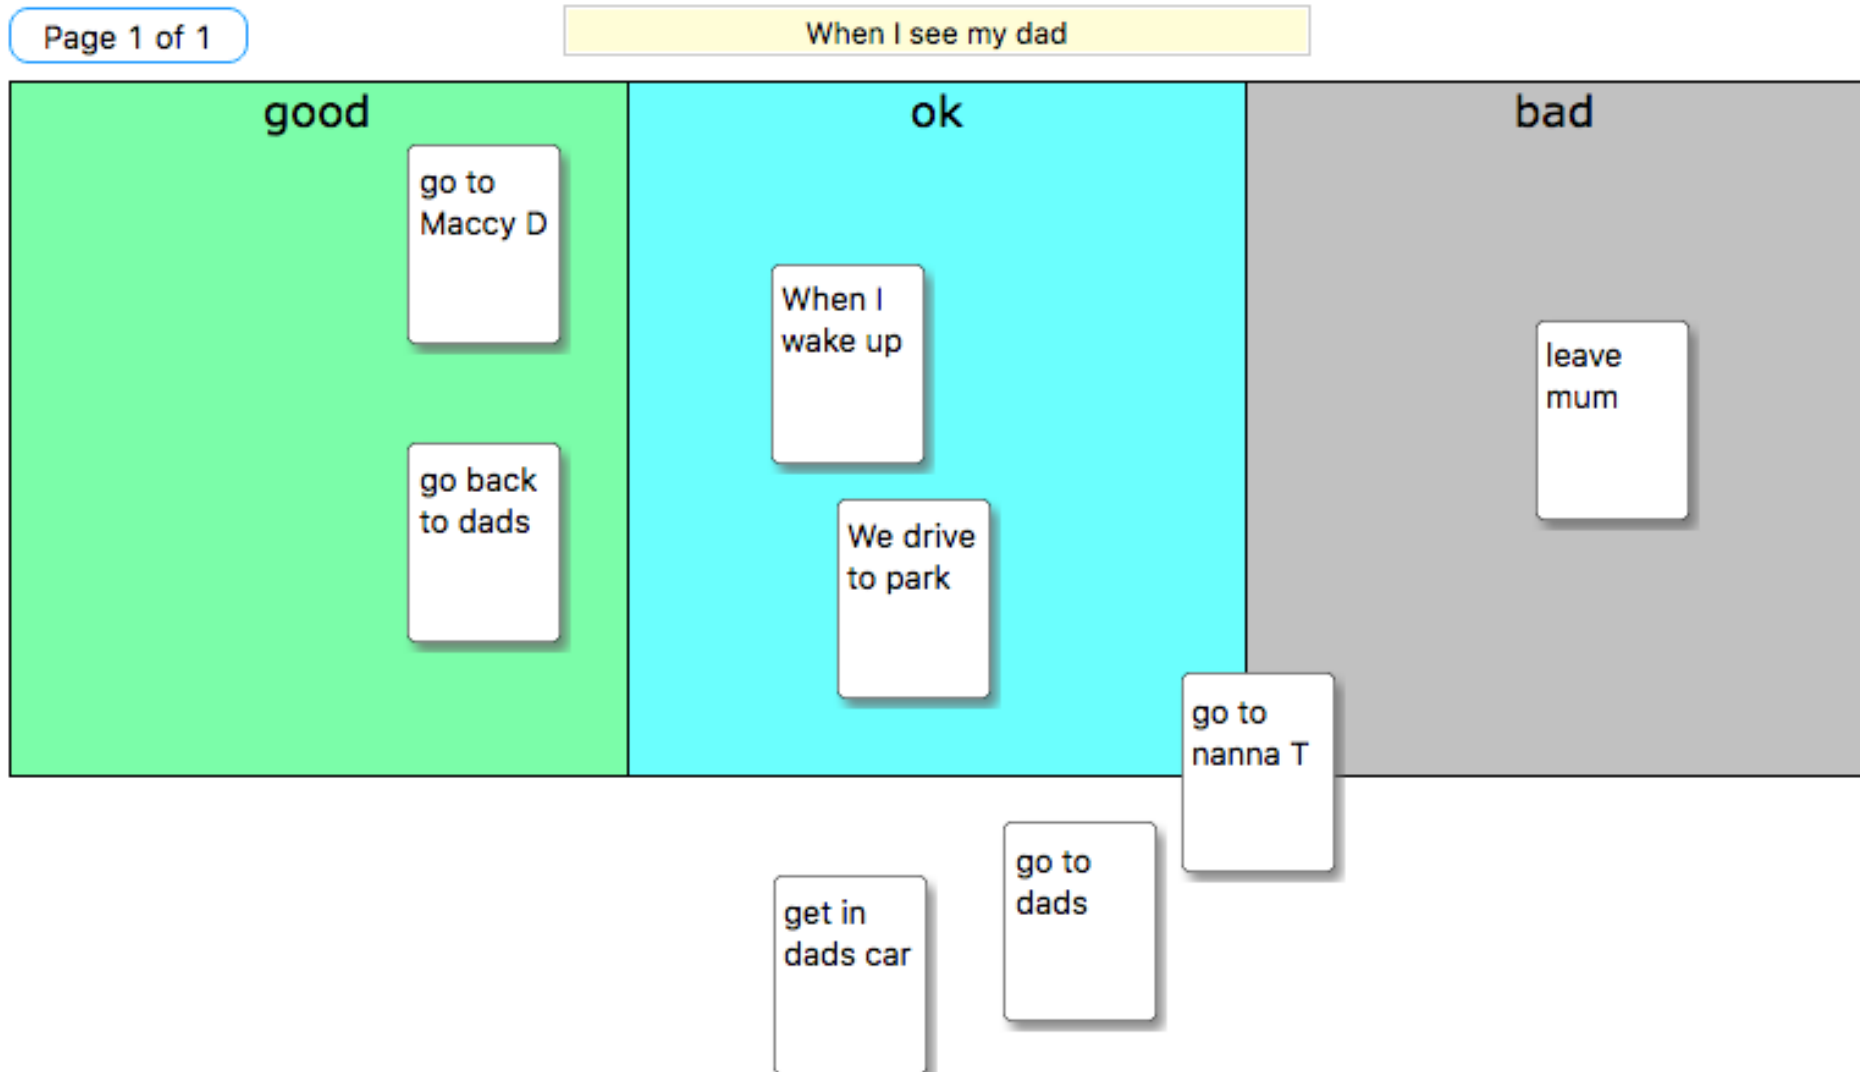 Page 1 of 1
When I see my dad
good
ok
bad
go to
Maccy D
go back
to dads
When I
wake up
We drive
to park
leave
mum
go to
nanna T
go to
dads
get in
dads car